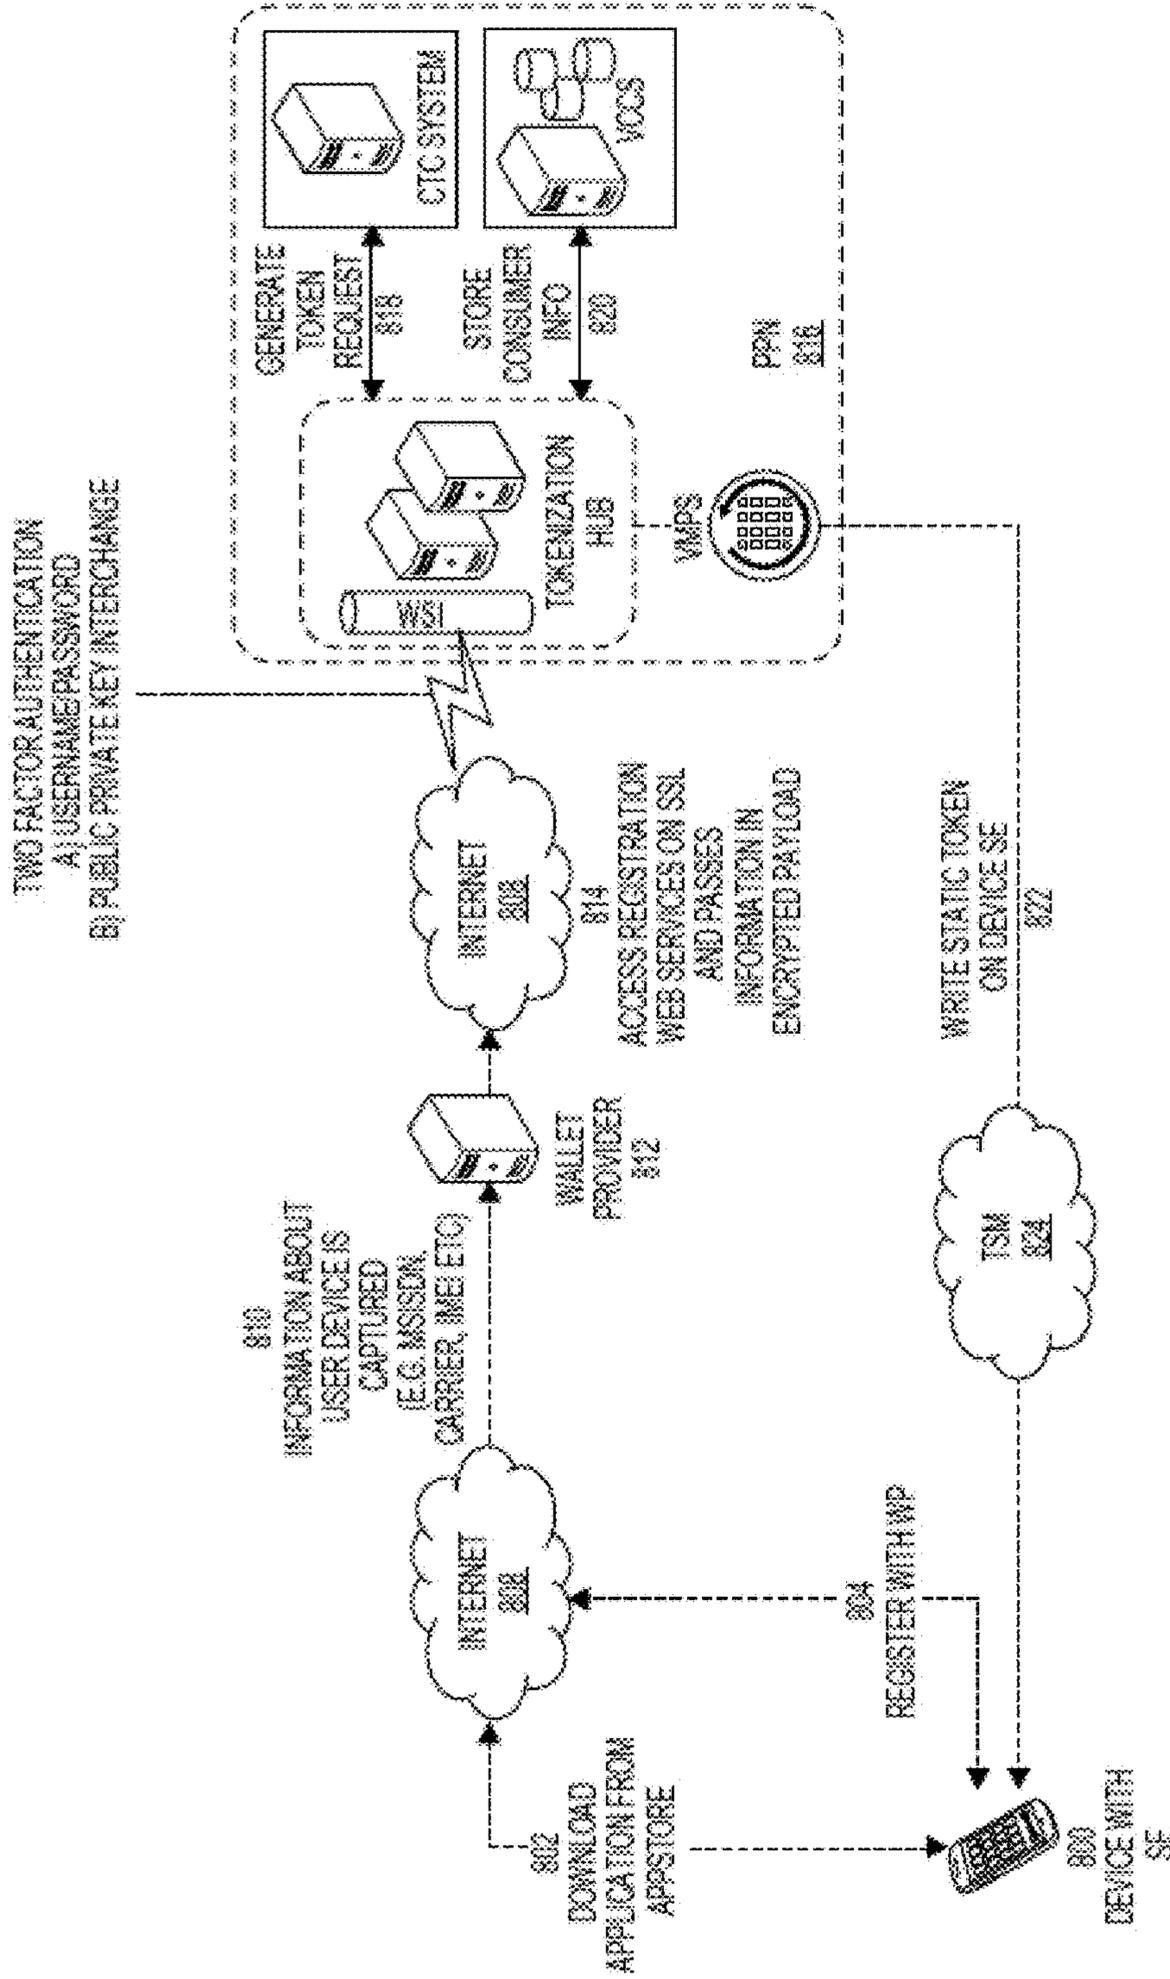 TWO FACTOR AUTHENTICATION
A) USERNAME/PASSWORD
B) PUBLIC PRIVATE KEY INTERCHANGE
810
INFORMATION ABOUT
USER DEVICE IS
CAPTURED
(E.G. MSISDN,
CARRIER, IMEI ETC)
GENERATE
TOKEN
REQUEST
818
CTC SYSTEM
INTERNET
808
WALLET
PROVIDER
812
INTERNET
808
WSI
TOKENIZATION
HUB
STORE
CONSUMER
INFO
820
VCCS
802
DOWNLOAD
APPLICATION FROM
APPSTORE
814
ACCESS REGISTRATION
WEB SERVICES ON SSL
AND PASSES
INFORMATION IN
ENCRYPTED PAYLOAD
VMPS
PPN
816
804
REGISTER WITH WP
WRITE STATIC TOKEN
ON DEVICE SE
822
TSM
824
800
DEVICE WITH
SE